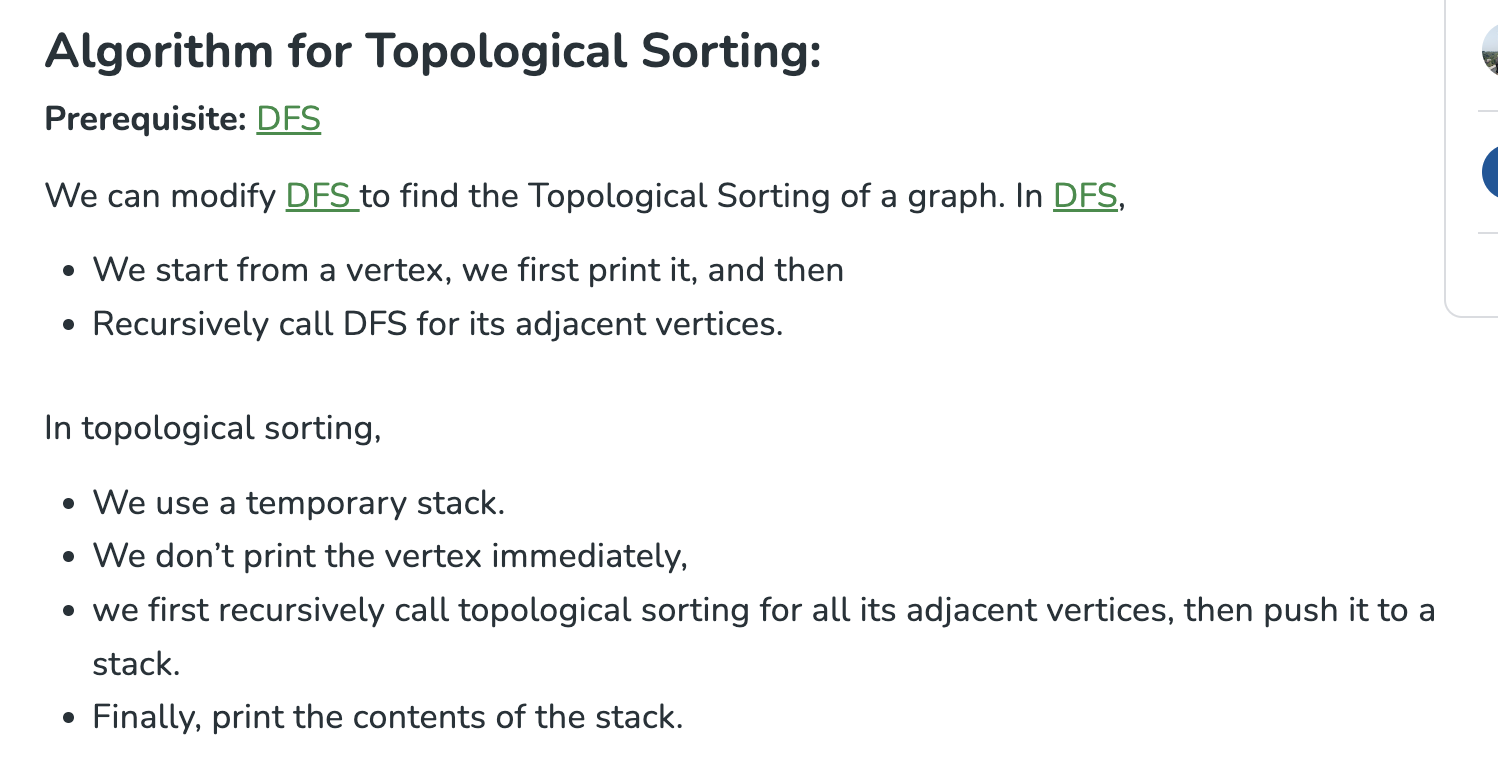 Algorithm for Topological Sorting:
Prerequisite: DFS
We can modify DFS to find the Topological Sorting of a graph. In DFS,
• We start from a vertex, we first print it, and then
• Recursively call DFS for its adjacent vertices.
In topological sorting,
• We use a temporary stack.
• We don’t print the vertex immediately,
• we first recursively call topological sorting for all its adjacent vertices, then push it to a
stack.
• Finally, print the contents of the stack.